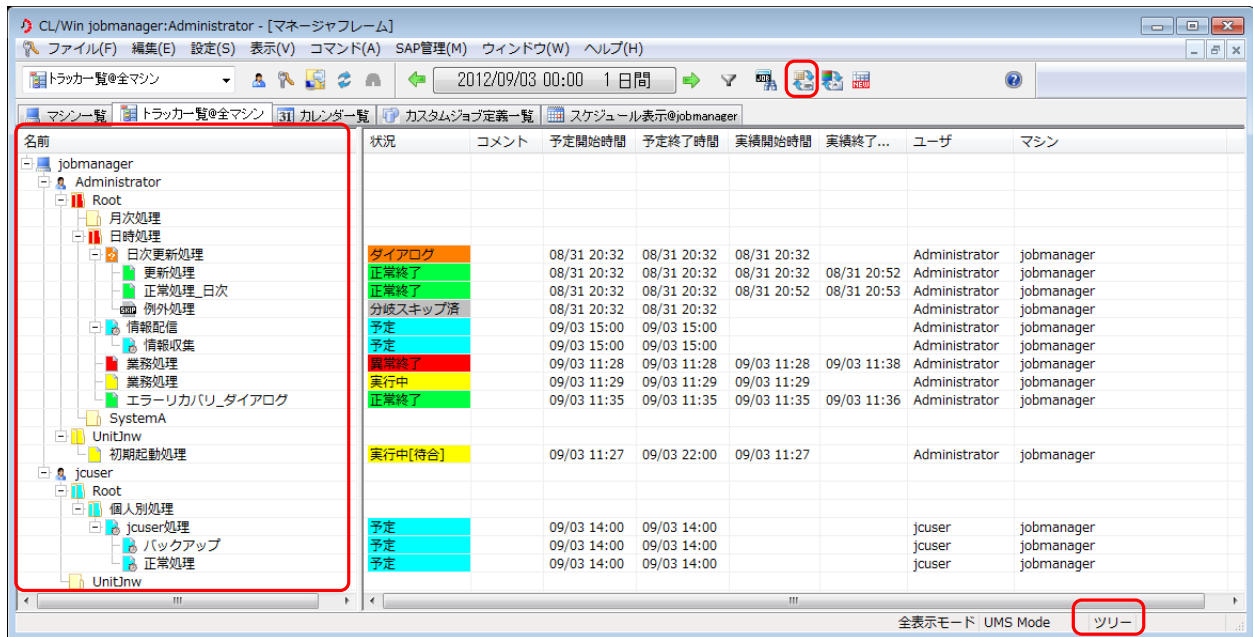 CL/Win jobmanager:Administrator - [マネージャフレーム]
ファイル(F) 編集(E) 設定(S) 表示(V) コマンド(A) SAP管理(M) ウィンドウ(W) ヘルプ(H)
トラッカー覧@全マシン 2012/09/03 00:00 1 日間
マシン一覧 トラッカ一覧@全マシン カレンダ一覧 カスタムジョブ定義一覧 スケジュール表示@jobmanager
名前 状況 コメント 予定開始時間 予定終了時間 実績開始時間 実績終了... ユーザ マシン
jobmanager
Administrator
Root
月次処理
日時処理
日次更新処理 ダイアログ 08/31 20:32 08/31 20:32 08/31 20:32 Administrator jobmanager
更新処理 正常終了 08/31 20:32 08/31 20:32 08/31 20:32 08/31 20:52 Administrator jobmanager
正常処理_日次 正常終了 08/31 20:32 08/31 20:32 08/31 20:52 08/31 20:53 Administrator jobmanager
例外処理 分岐スキップ済 08/31 20:32 08/31 20:32 Administrator jobmanager
情報配信 予定 09/03 15:00 09/03 15:00 Administrator jobmanager
情報収集 予定 09/03 15:00 09/03 15:00 Administrator jobmanager
業務処理 異常終了 09/03 11:28 09/03 11:28 09/03 11:28 09/03 11:38 Administrator jobmanager
業務処理 実行中 09/03 11:29 09/03 11:29 09/03 11:29 Administrator jobmanager
エラーリカバリ_ダイアログ 正常終了 09/03 11:35 09/03 11:35 09/03 11:35 09/03 11:36 Administrator jobmanager
SystemA
UnitJnw
初期起動処理 実行中[待合] 09/03 11:27 09/03 22:00 09/03 11:27 Administrator jobmanager
jcuser
Root
個人別処理
jcuser処理 予定 09/03 14:00 09/03 14:00 jcuser jobmanager
バックアップ 予定 09/03 14:00 09/03 14:00 jcuser jobmanager
正常処理 予定 09/03 14:00 09/03 14:00 jcuser jobmanager
UnitJnw
全表示モード UMS Mode ツリー